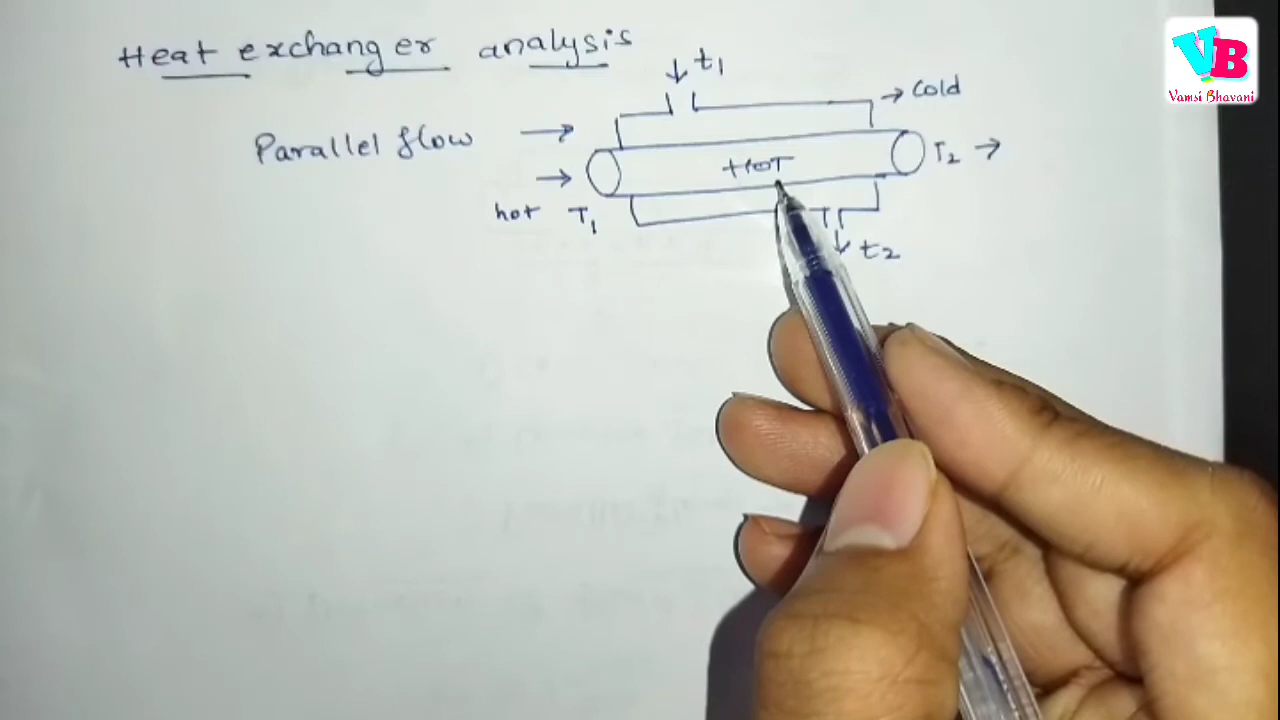 Heat exchanger analysis
t1
cold
Parallel flow
HOT
T2
hot T1
t2
VB
Vamsi Bhavani